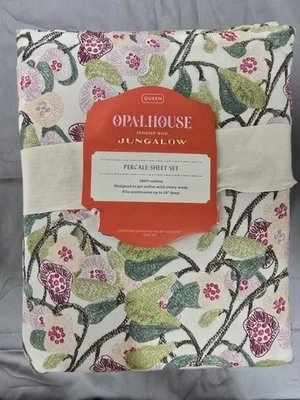 QUEEN
OPALHOUSE
DESIGNED WITH
JUNGALOW
PERCALE SHEET SET
100% cotton
Designed to get softer with every wash
Fits mattresses up to 18" deep